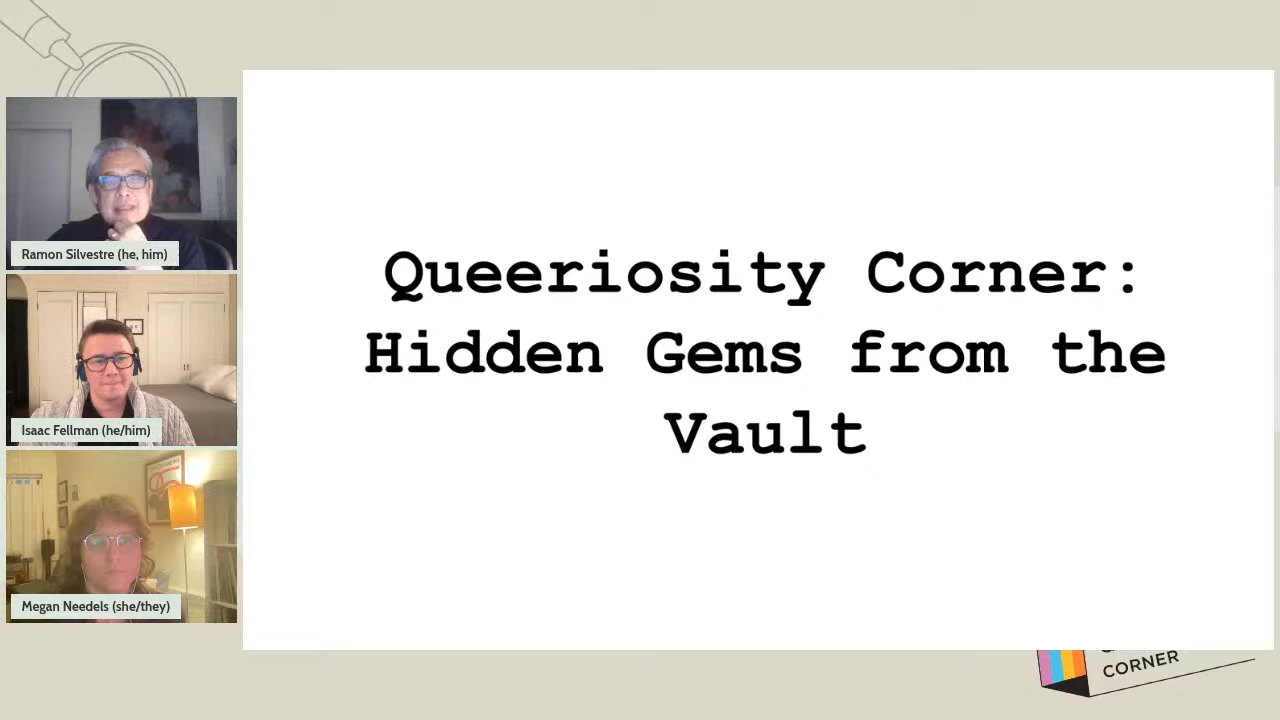 Ramon Silvestre (he, him)
Isaac Fellman (he/him)
Megan Needels (she/they)
Queeriosity Corner:
Hidden Gems from the
Vault
CORNER